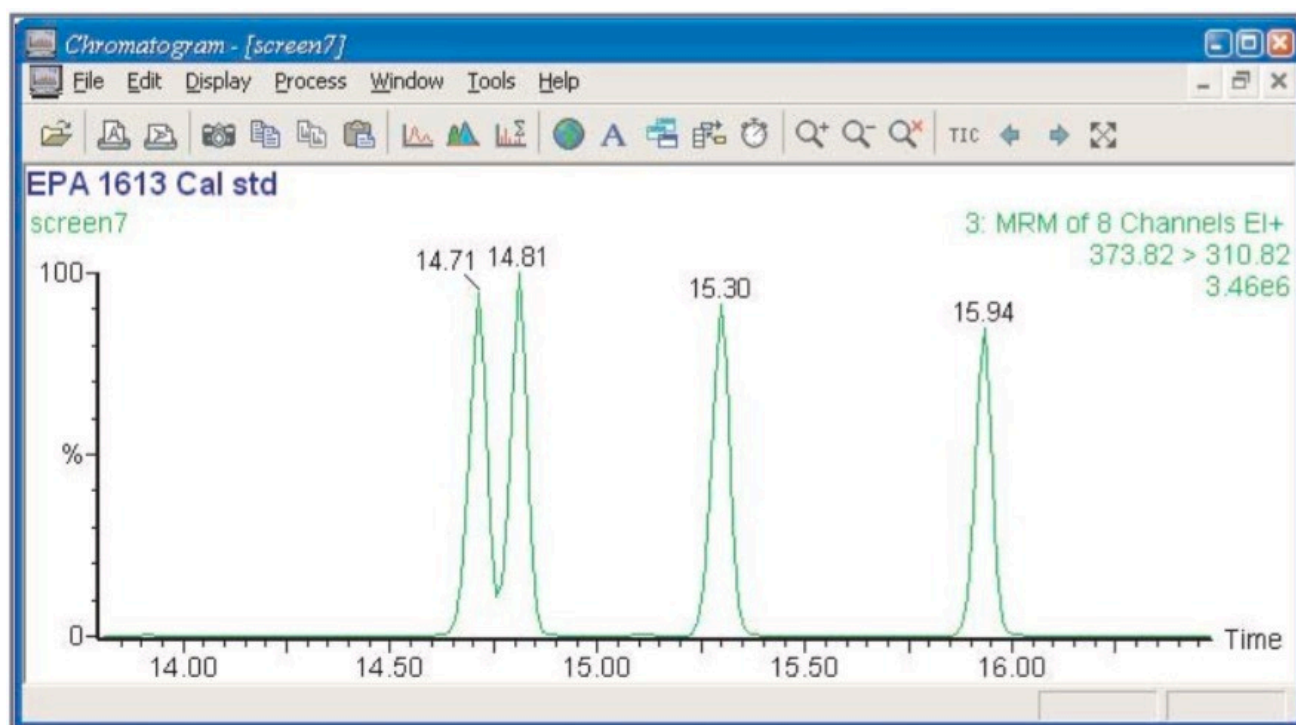 Chromatogram - [screen7]
File Edit Display Process Window Tools Help
TIC
EPA 1613 Cal std
screen7
3: MRM of 8 Channels EI+
373.82 > 310.82
3.46e6
14.71 14.81
15.30
15.94
100
%
0
Time
14.00 14.50 15.00 15.50 16.00